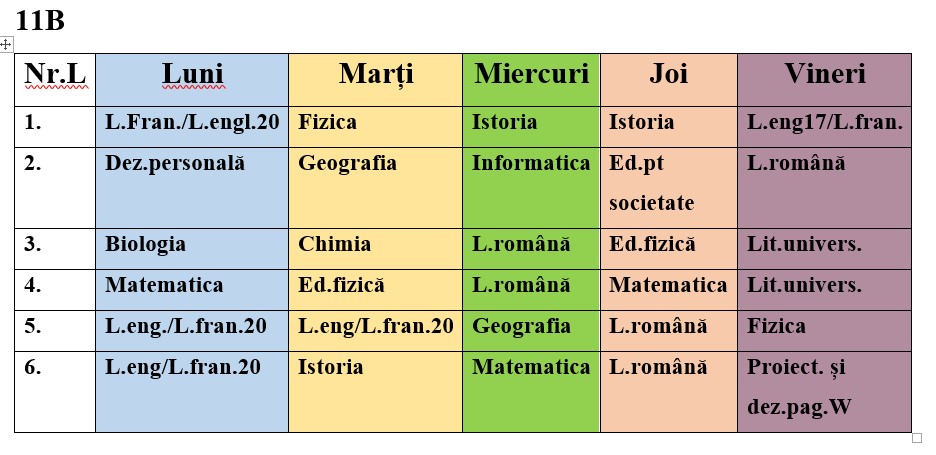 11B
Nr.L Luni Marți Miercuri Joi Vineri
1. L.Fran./L.engl.20 Fizica Istoria Istoria L.eng17/L.fran.
2. Dez.personală Geografia Informatica Ed.pt L.română
societate
3. Biologia Chimia L.română Ed.fizică Lit.univers.
4. Matematica Ed.fizică L.română Matematica Lit.univers.
5. L.eng./L.fran.20 L.eng/L.fran.20 Geografia L.română Fizica
6. L.eng/L.fran.20 Istoria Matematica L.română Proiect. și
dez.pag.W